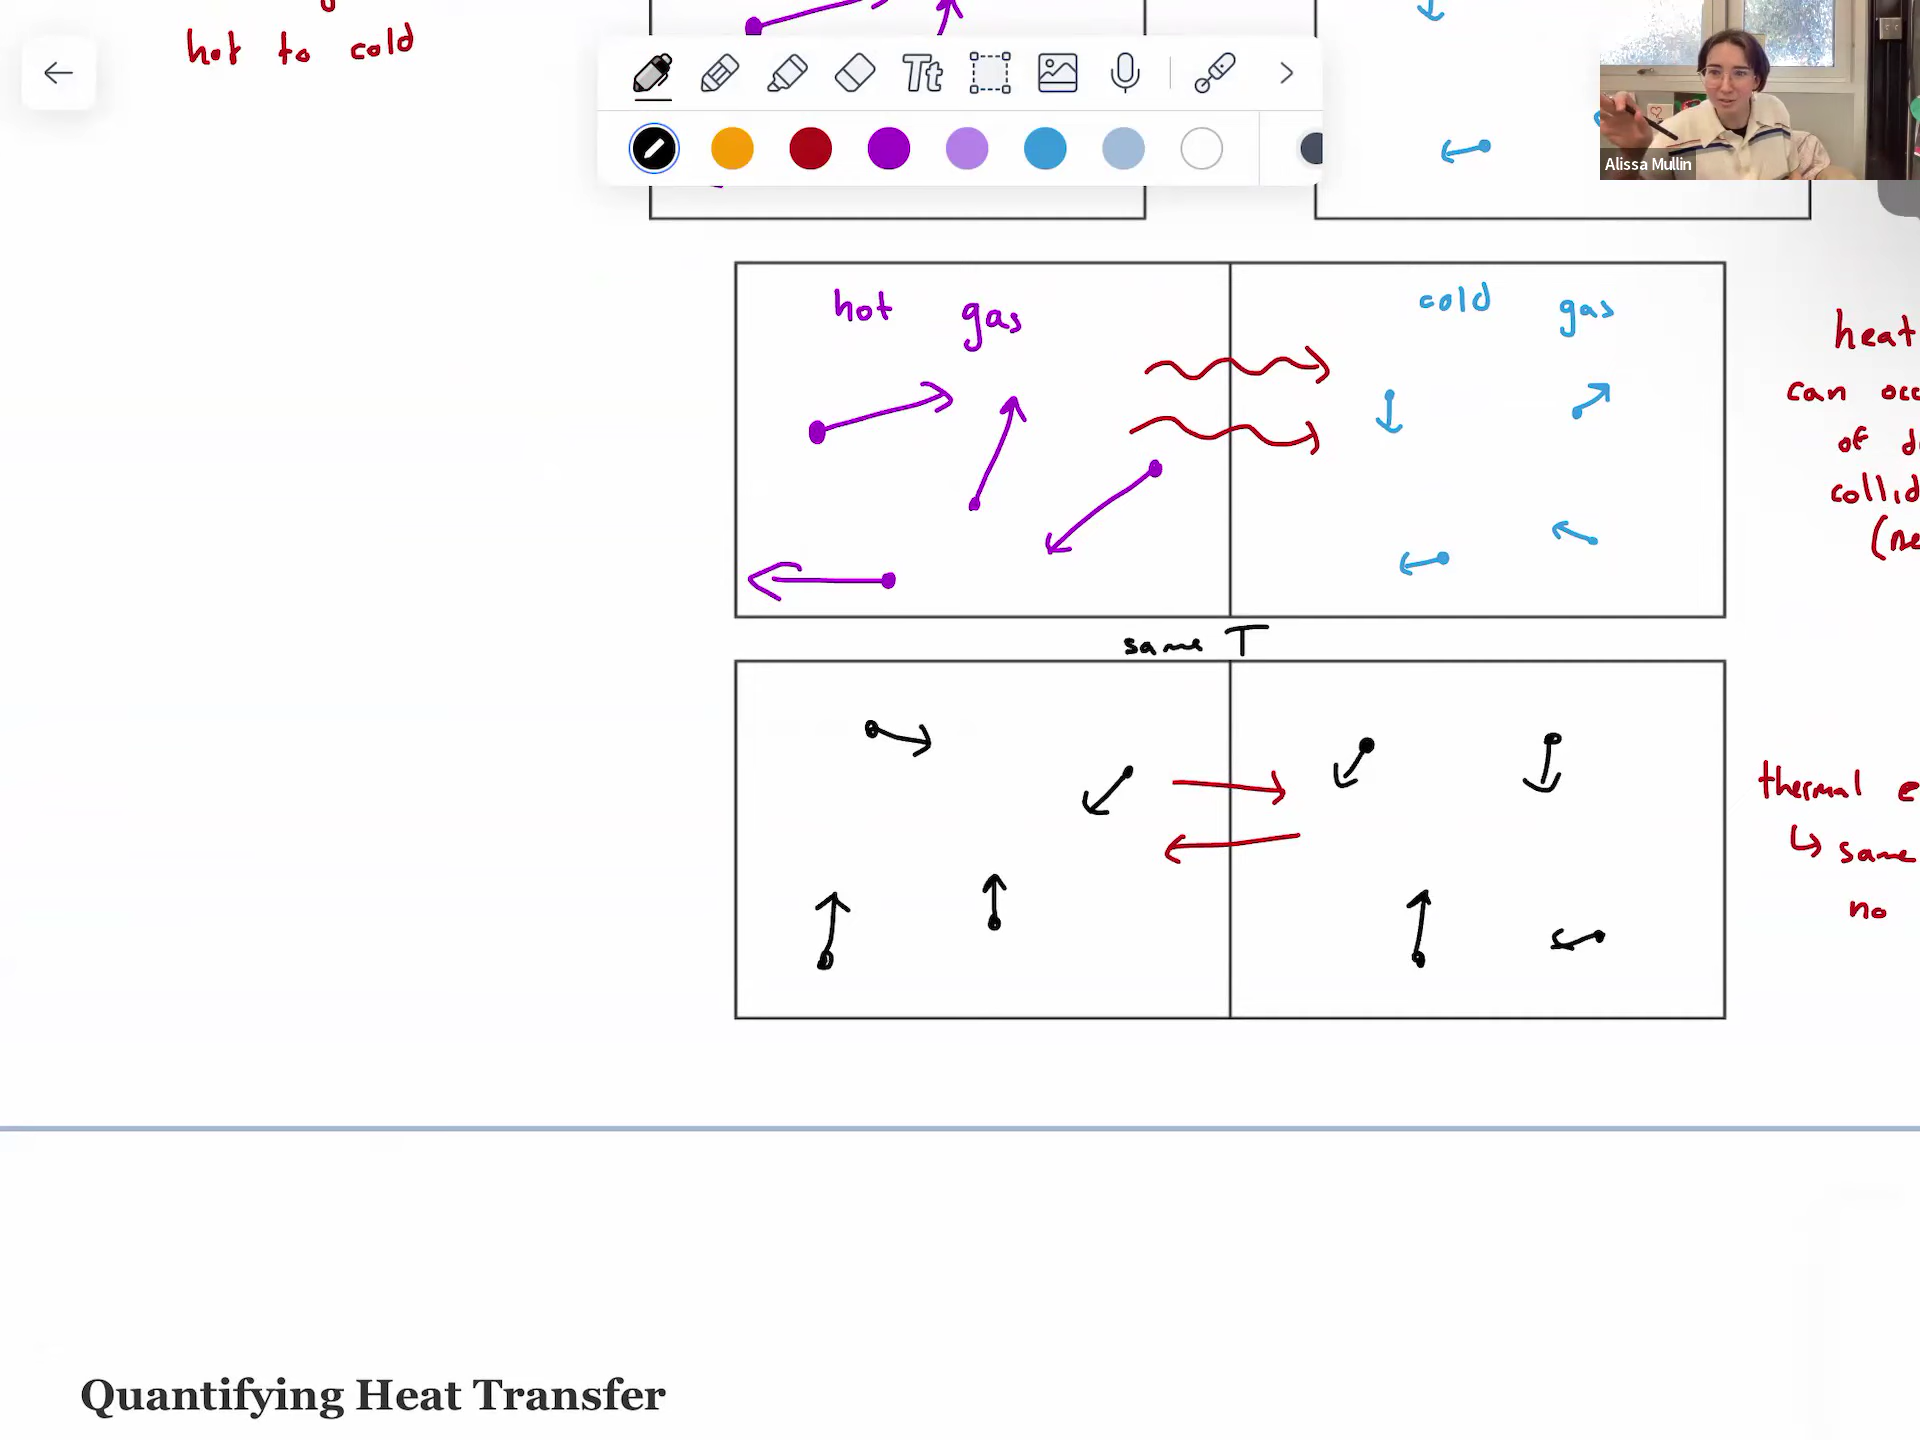 hot to cold
Tt
Alissa Mullin
hot gas
cold gas
heat
can occ
of d
collid
(ne
same T
thermal e
↳ same
no
Quantifying Heat Transfer